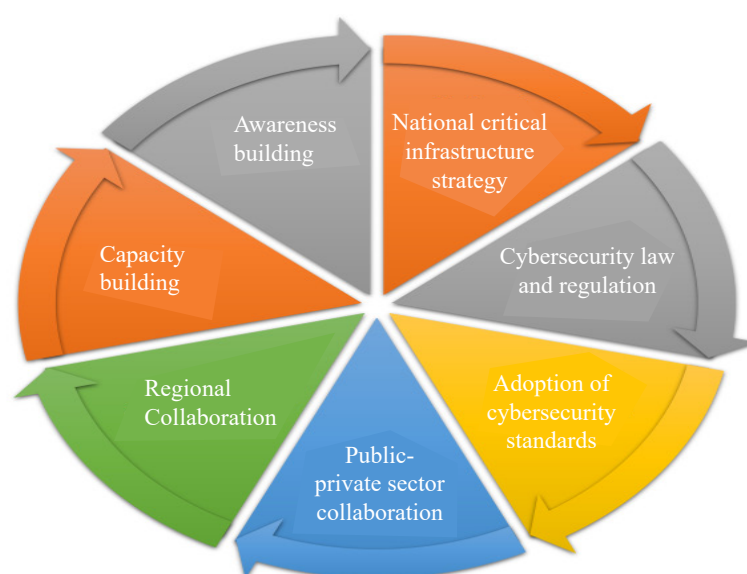 Awareness
building
National critical
infrastructure
strategy
Cybersecurity law
and regulation
Adoption of
cybersecurity
standards
Public-
private sector
collaboration
Regional
Collaboration
Capacity
building